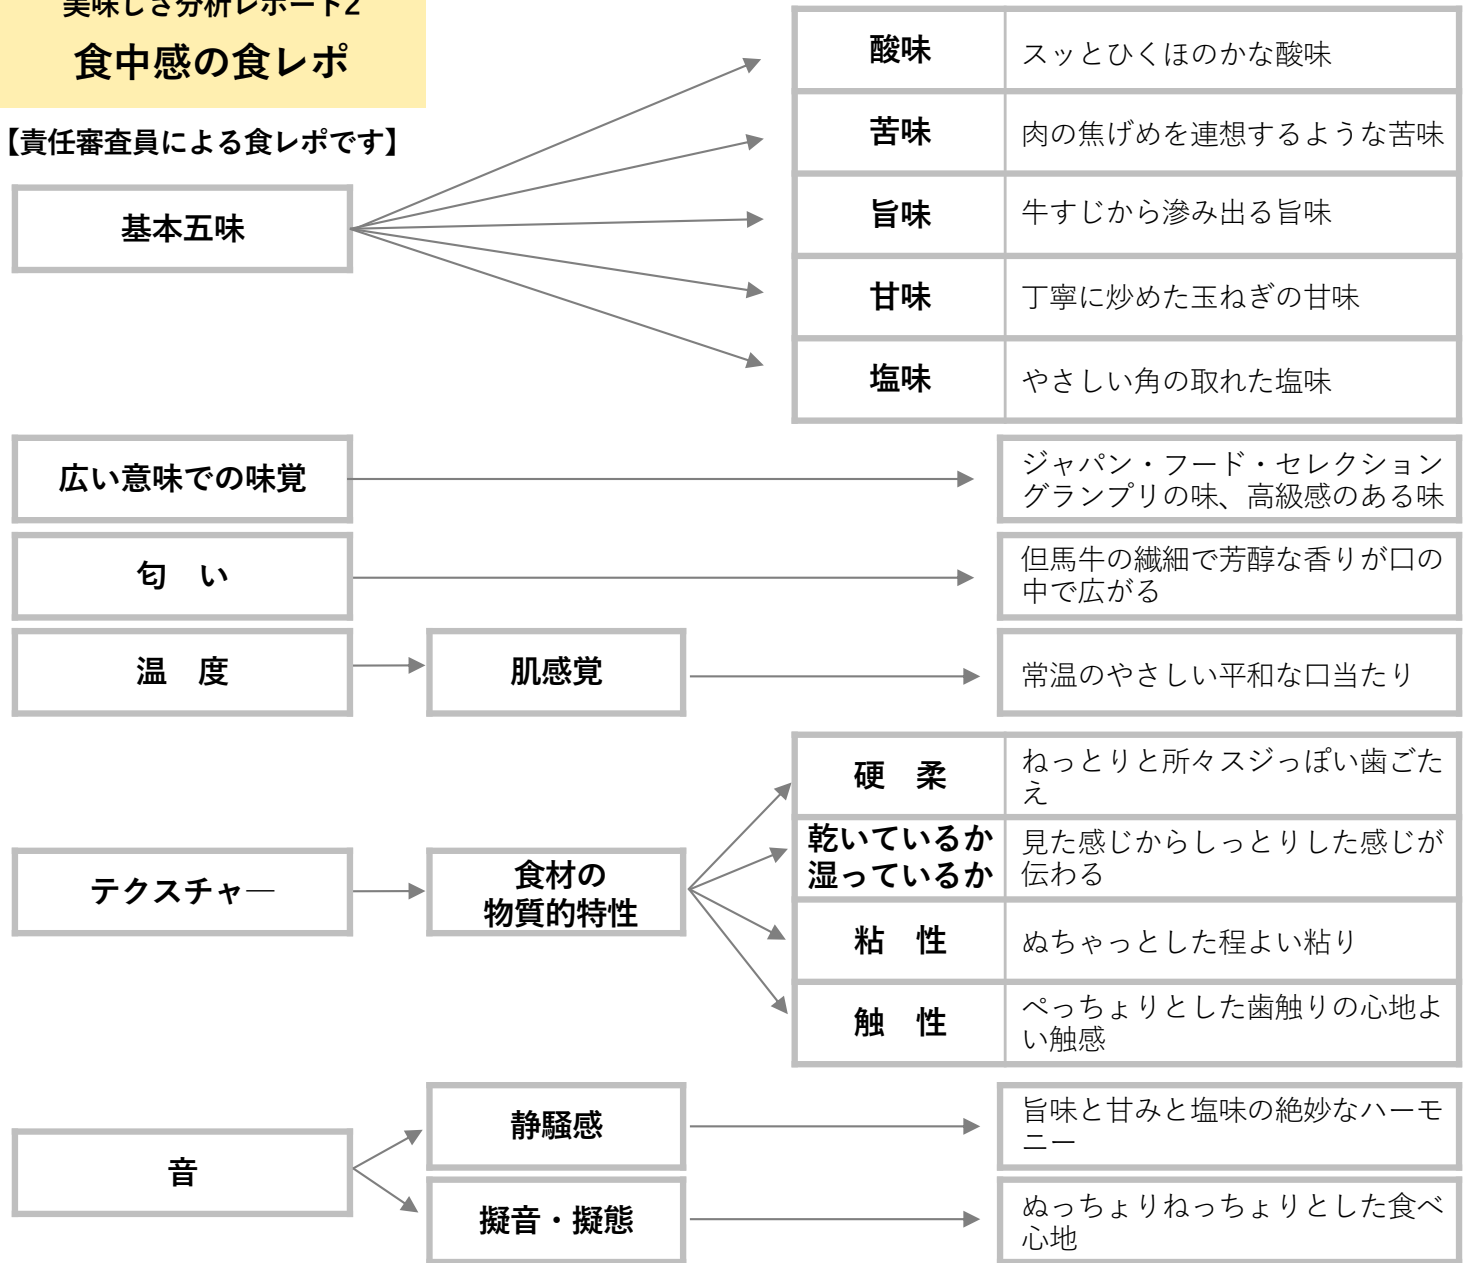 美味しさ分析レポート2
食中感の食レポ
【責任審査員による食レポです】
基本五味
酸味
スッとひくほのかな酸味
苦味
肉の焦げめを連想するような苦味
旨味
牛すじから滲み出る旨味
甘味
丁寧に炒めた玉ねぎの甘味
塩味
やさしい角の取れた塩味
広い意味での味覚
ジャパン・フード・セレクション
グランプリの味、高級感のある味
匂　い
但馬牛の繊細で芳醇な香りが口の
中で広がる
温　度
肌感覚
常温のやさしい平和な口当たり
テクスチャ―
食材の
物質的特性
硬　柔
ねっとりと所々スジっぽい歯ごた
え
乾いているか
湿っているか
見た感じからしっとりした感じが
伝わる
粘　性
ぬちゃっとした程よい粘り
触　性
ぺっちょりとした歯触りの心地よ
い触感
音
静騒感
旨味と甘みと塩味の絶妙なハーモ
ニー
擬音・擬態
ぬっちょりねっちょりとした食べ
心地